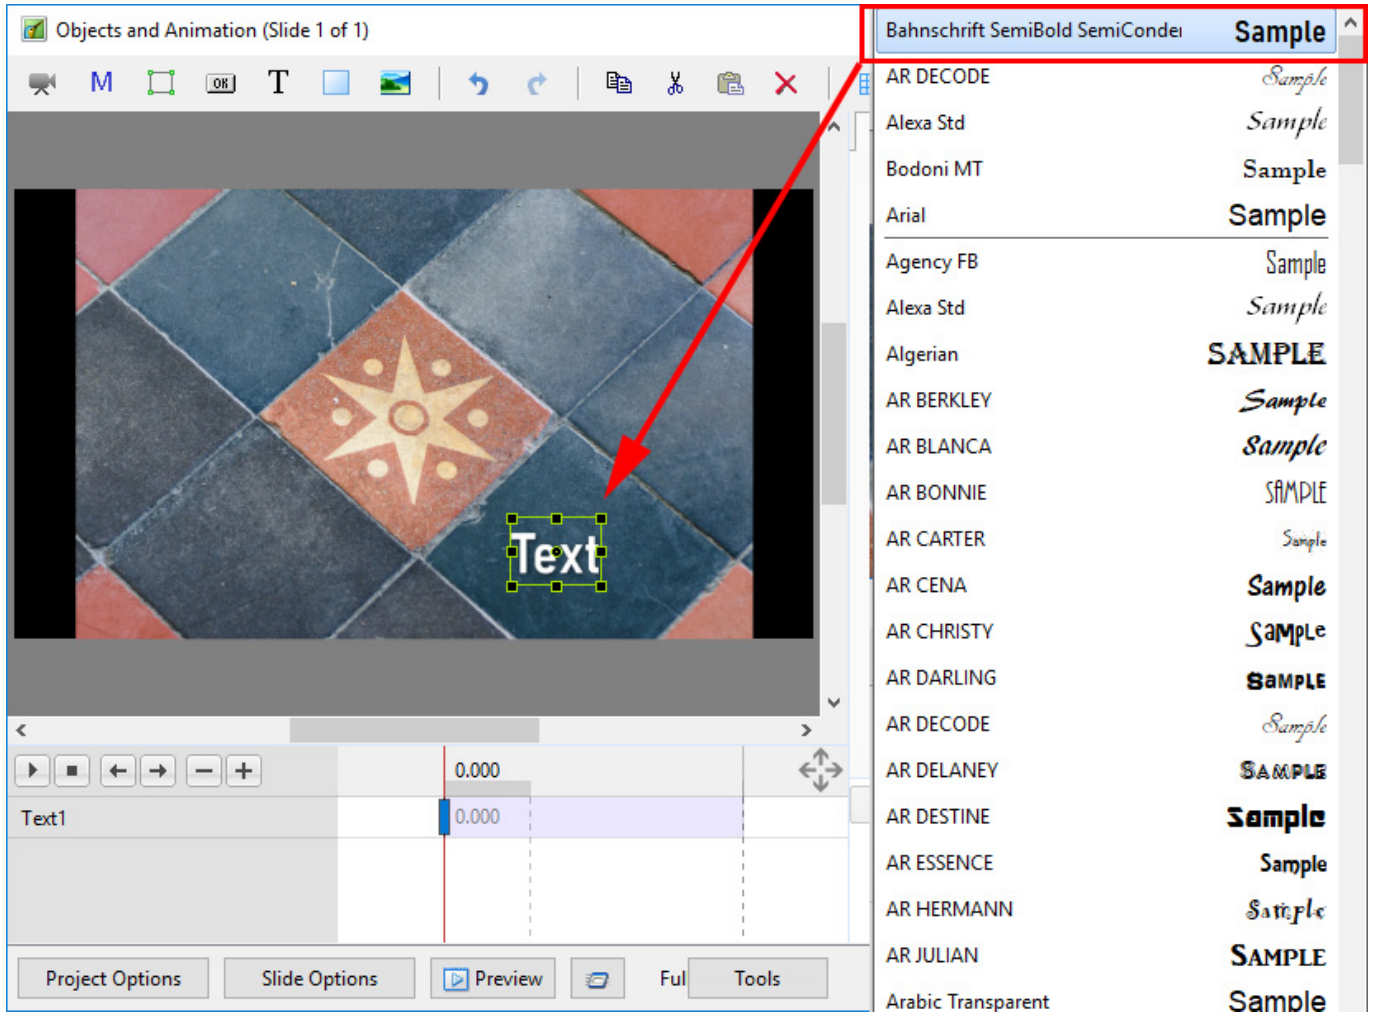 Objects and Animation (Slide 1 of 1)
M
OK
T
Text
0.000
Text1
0.000
Project Options
Slide Options
Preview
Full
Tools
Bahnschrift SemiBold SemiConder Sample
AR DECODE Sample
Alexa Std Sample
Bodoni MT Sample
Arial Sample
Agency FB Sample
Alexa Std Sample
Algerian SAMPLE
AR BERKLEY Sample
AR BLANCA Sample
AR BONNIE SAMPLE
AR CARTER Sample
AR CENA Sample
AR CHRISTY SaMpLe
AR DARLING SaMPLE
AR DECODE Sample
AR DELANEY SAMPLE
AR DESTINE Sample
AR ESSENCE Sample
AR HERMANN Sample
AR JULIAN SAMPLE
Arabic Transparent Sample